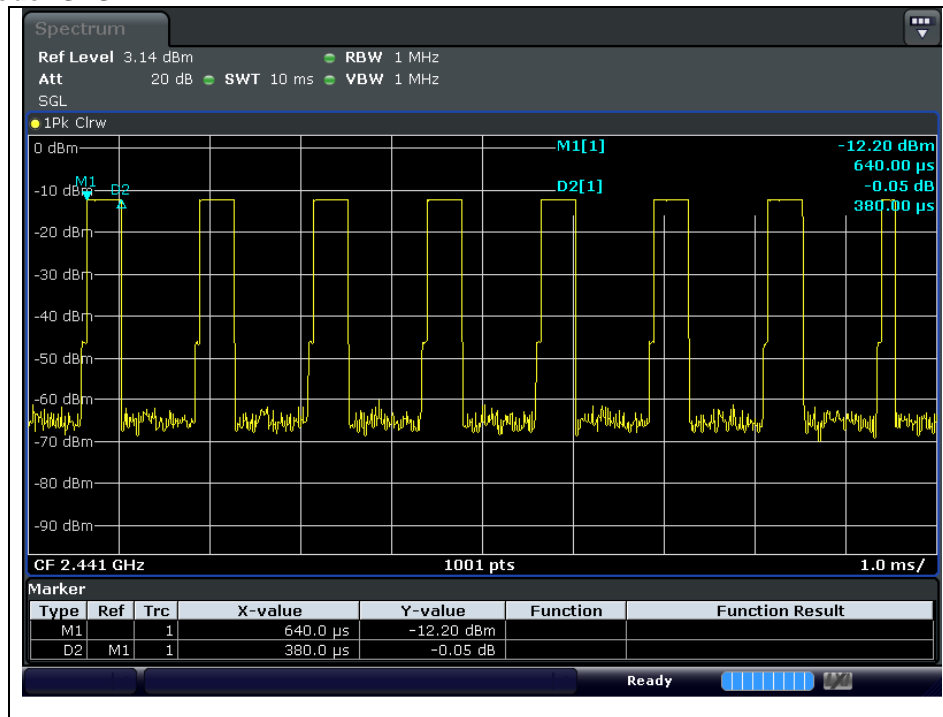 Spectrum
Ref Level 3.14 dBm RBW 1 MHz
Att 20 dB SWT 10 ms VBW 1 MHz
SGL
1Pk Clrw
0 dBm M1[1] -12.20 dBm
640.00 µs
-10 dBm M1 D2 D2[1] -0.05 dB
380.00 µs
-20 dBm
-30 dBm
-40 dBm
-50 dBm
-60 dBm
-70 dBm
-80 dBm
-90 dBm
CF 2.441 GHz 1001 pts 1.0 ms/
Marker
Type Ref Trc X-value Y-value Function Function Result
M1 1 640.0 µs -12.20 dBm
D2 M1 1 380.0 µs -0.05 dB
Ready